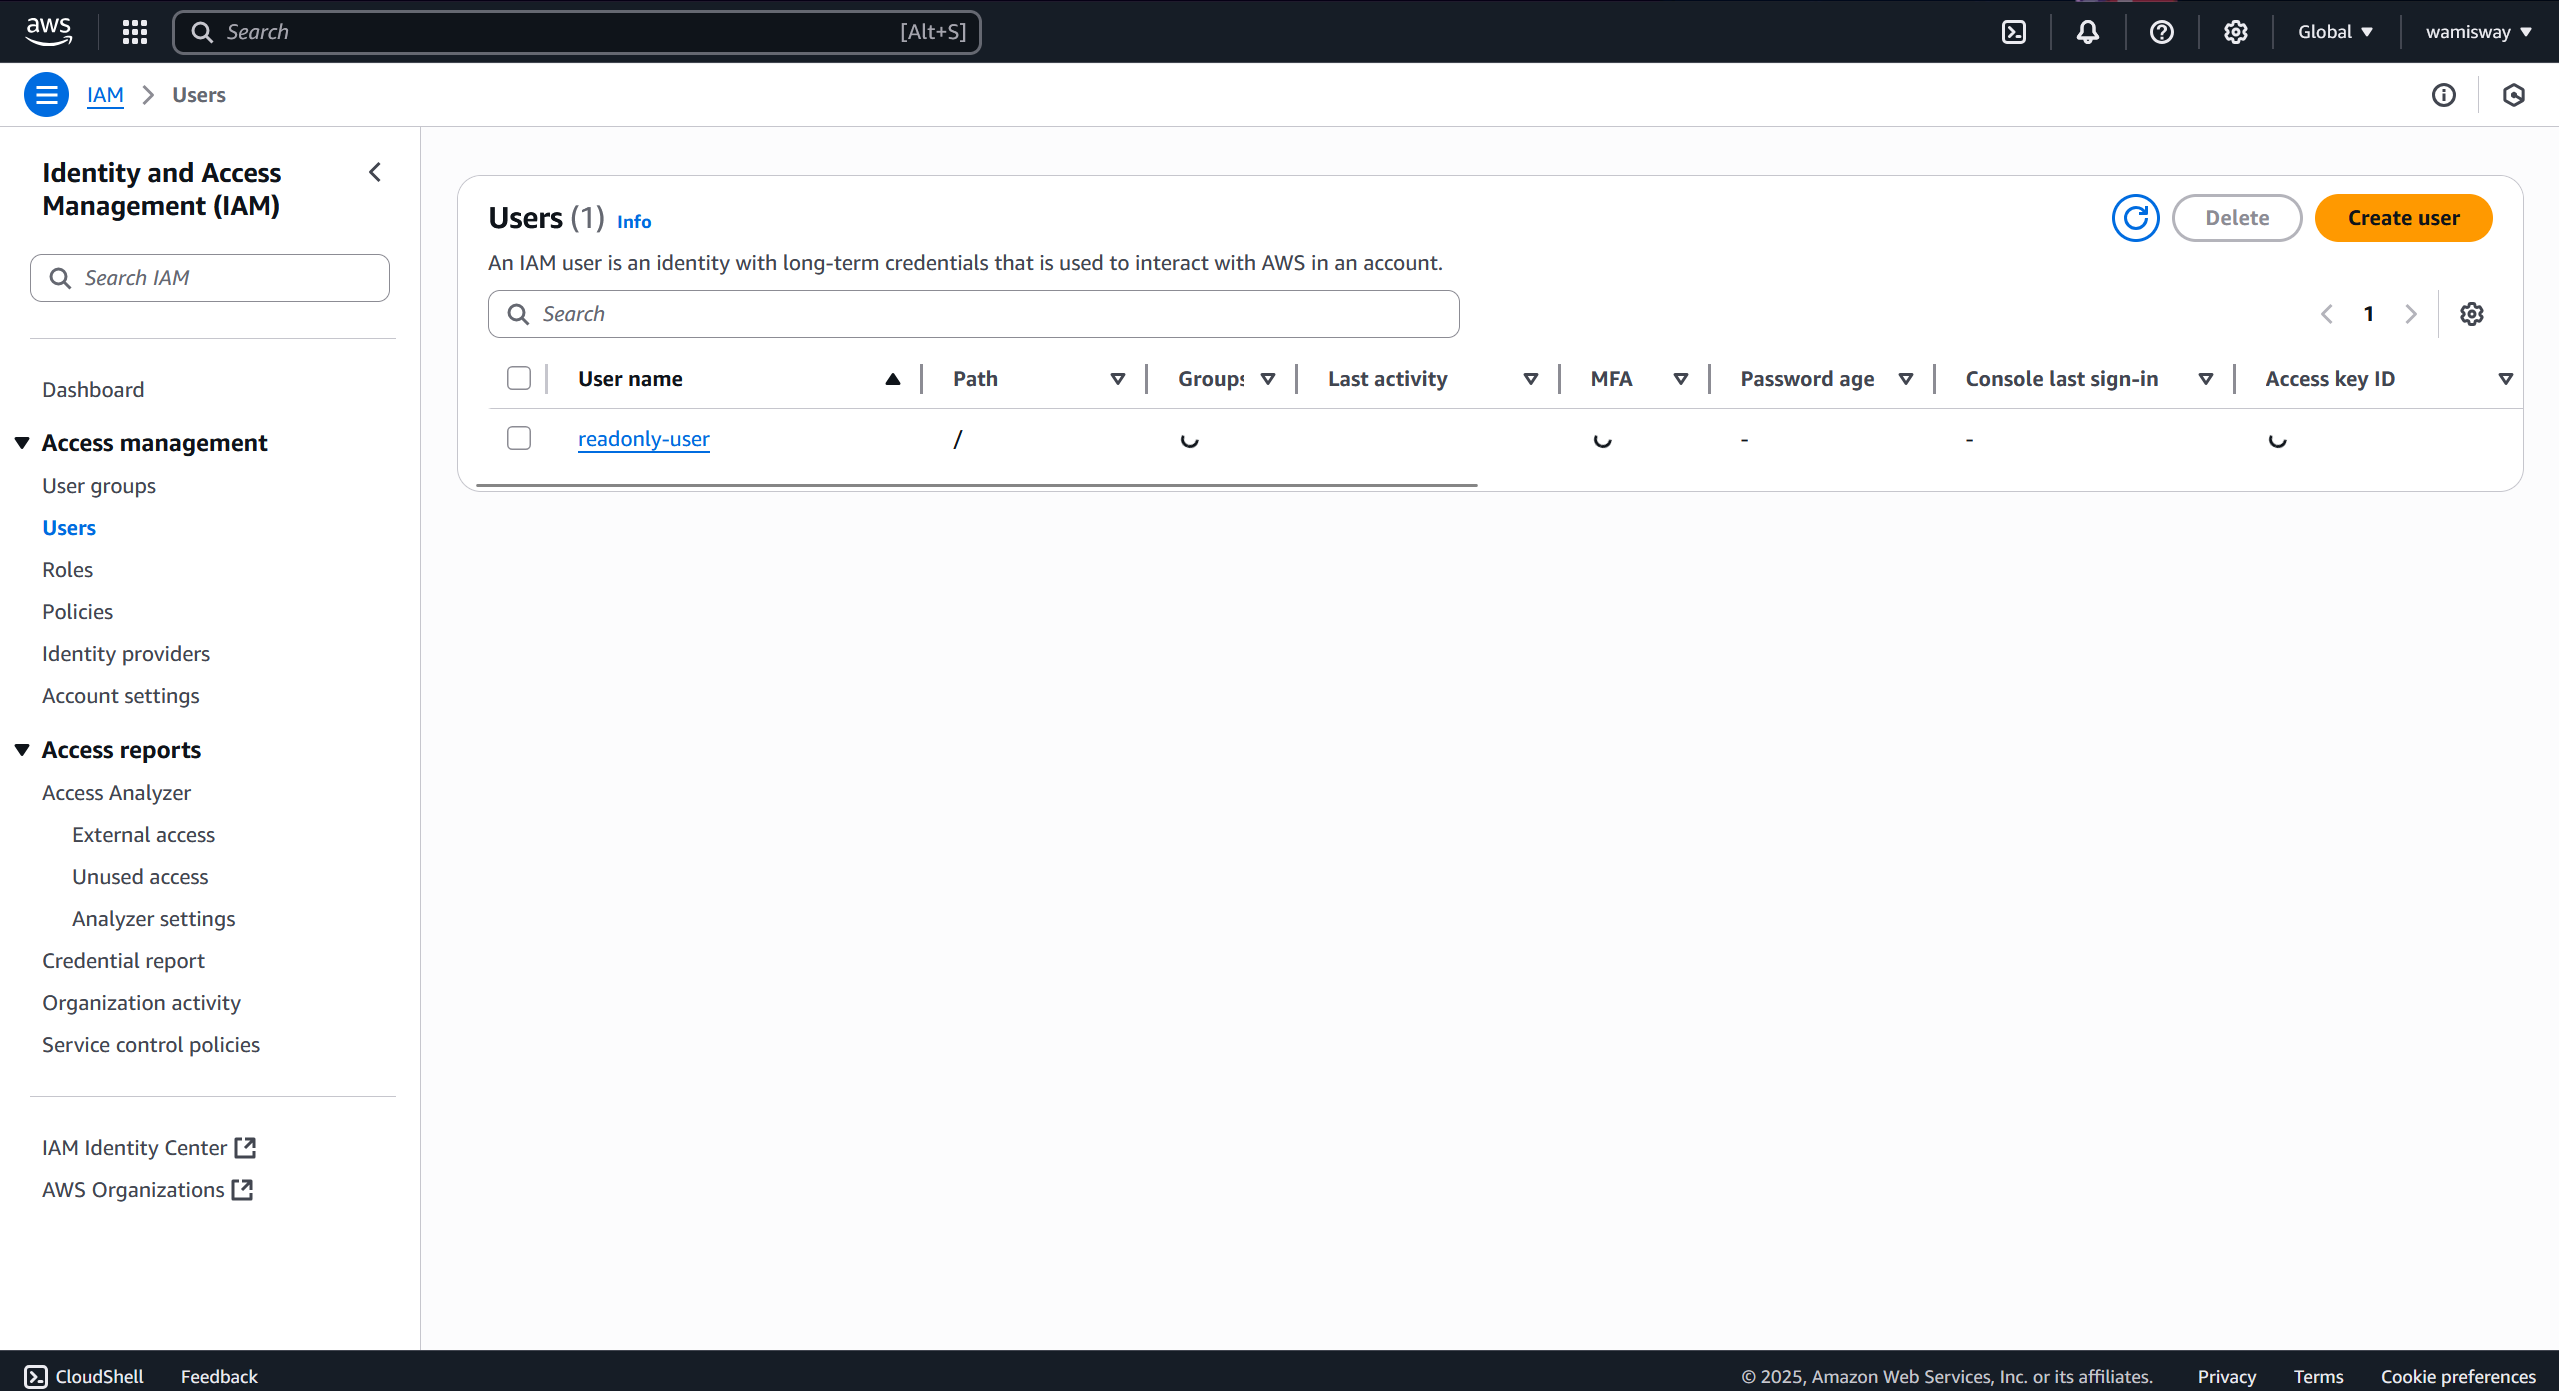 aws
Search [Alt+S]
Global
wamisway
IAM
Users
Identity and Access
Management (IAM)
Search IAM
Dashboard
Access management
User groups
Users
Roles
Policies
Identity providers
Account settings
Access reports
Access Analyzer
External access
Unused access
Analyzer settings
Credential report
Organization activity
Service control policies
IAM Identity Center
AWS Organizations
Users (1) Info
Delete
Create user
An IAM user is an identity with long-term credentials that is used to interact with AWS in an account.
Search
1
User name Path Groups Last activity MFA Password age Console last sign-in Access key ID
readonly-user / - -
CloudShell Feedback
© 2025, Amazon Web Services, Inc. or its affiliates. Privacy Terms Cookie preferences